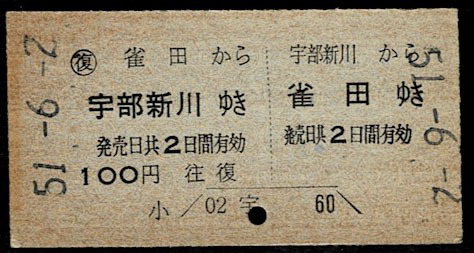 51-6-2
㊝ 雀田から
宇部新川ゆき
発売日共2日間有効
100円 往復
宇部新川から
雀田ゆき
発売日共2日間有効
小 02 宇 60
51-6-2